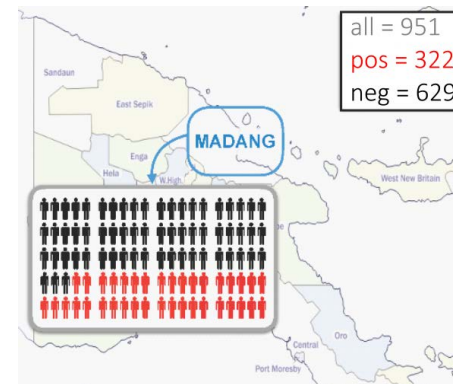 all = 951
pos = 322
neg = 629
Sandaun
East Sepik
MADANG
Enga
Hela
W.High.
West New Britain
Oro
Central
Port Moresby